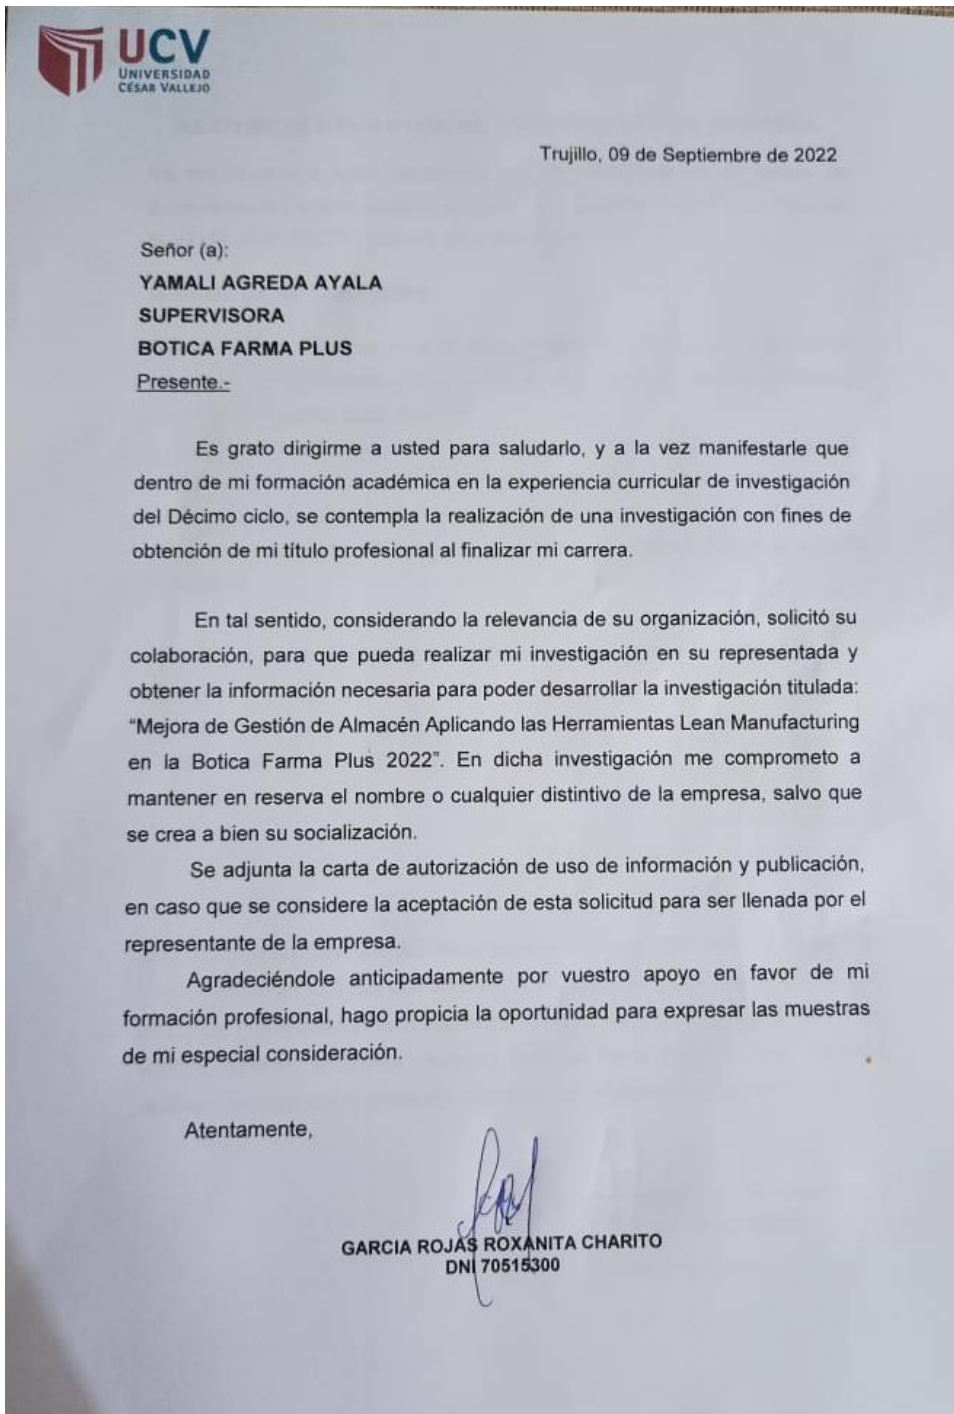 UCV
UNIVERSIDAD
CÉSAR VALLEJO
Trujillo, 09 de Septiembre de 2022
Señor (a):
YAMALI AGREDA AYALA
SUPERVISORA
BOTICA FARMA PLUS
Presente.-
Es grato dirigirme a usted para saludarlo, y a la vez manifestarle que
dentro de mi formación académica en la experiencia curricular de investigación
del Décimo ciclo, se contempla la realización de una investigación con fines de
obtención de mi título profesional al finalizar mi carrera.
En tal sentido, considerando la relevancia de su organización, solicitó su
colaboración, para que pueda realizar mi investigación en su representada y
obtener la información necesaria para poder desarrollar la investigación titulada:
“Mejora de Gestión de Almacén Aplicando las Herramientas Lean Manufacturing
en la Botica Farma Plus 2022”. En dicha investigación me comprometo a
mantener en reserva el nombre o cualquier distintivo de la empresa, salvo que
se crea a bien su socialización.
Se adjunta la carta de autorización de uso de información y publicación,
en caso que se considere la aceptación de esta solicitud para ser llenada por el
representante de la empresa.
Agradeciéndole anticipadamente por vuestro apoyo en favor de mi
formación profesional, hago propicia la oportunidad para expresar las muestras
de mi especial consideración.
Atentamente,
GARCIA ROJAS ROXANITA CHARITO
DNI 70515300